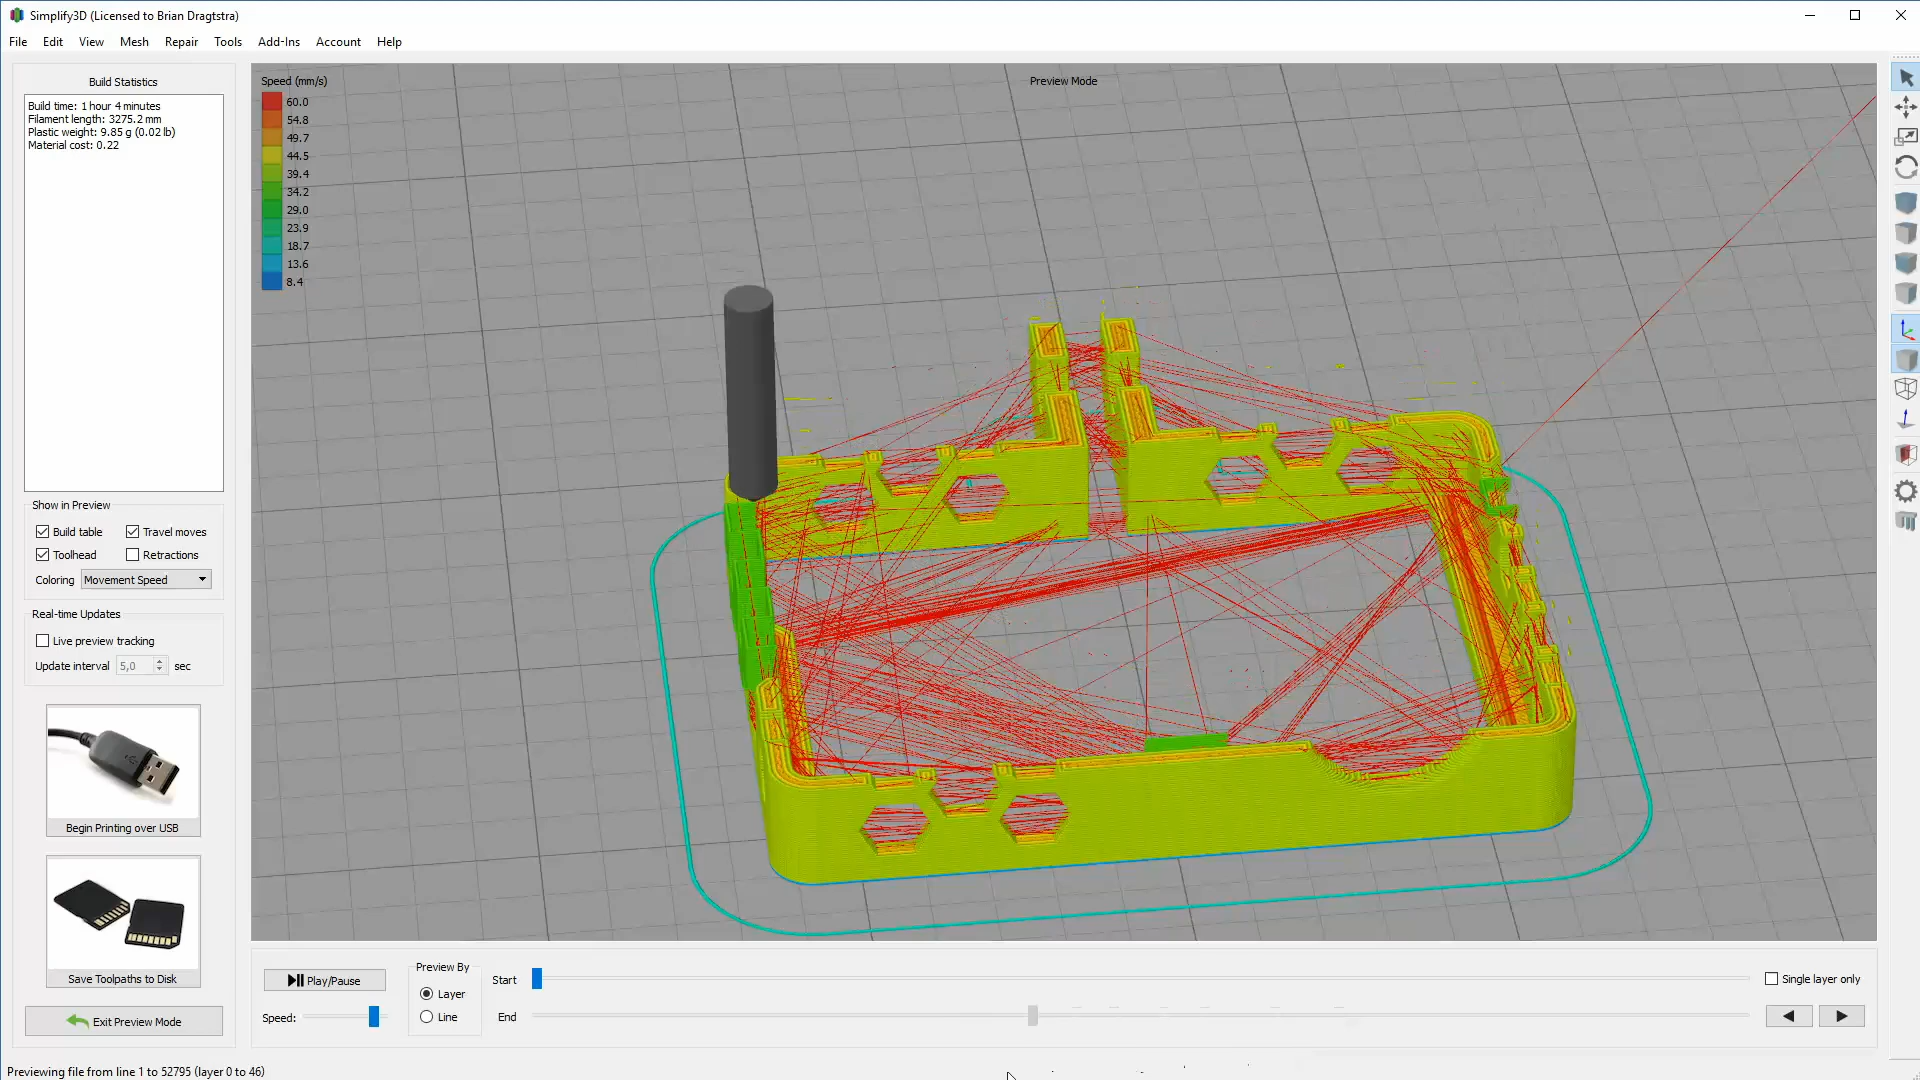 Simplify3D (Licensed to Brian Dragtstra)
File Edit View Mesh Repair Tools Add-Ins Account Help
Build Statistics
Build time: 1 hour 4 minutes
Filament length: 3275.2 mm
Plastic weight: 9.85 g (0.02 lb)
Material cost: 0.22
Show in Preview
Build table
Travel moves
Toolhead
Retractions
Coloring Movement Speed
Real-time Updates
Live preview tracking
Update interval 5,0 sec
Begin Printing over USB
Save Toolpaths to Disk
Exit Preview Mode
Speed (mm/s)
60.0
54.8
49.7
44.5
39.4
34.2
29.0
23.9
18.7
13.6
8.4
Preview Mode
Play/Pause
Speed:
Preview By
Layer
Line
Start
End
Single layer only
Previewing file from line 1 to 52795 (layer 0 to 46)